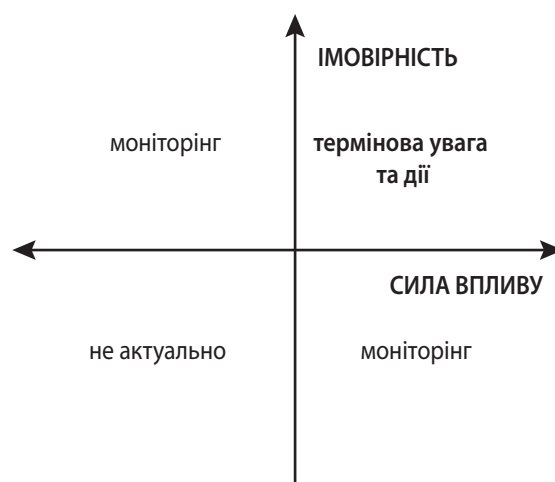 ІМОВІРНІСТЬ
моніторінг
термінова увага
та дії
СИЛА ВПЛИВУ
не актуально
моніторінг